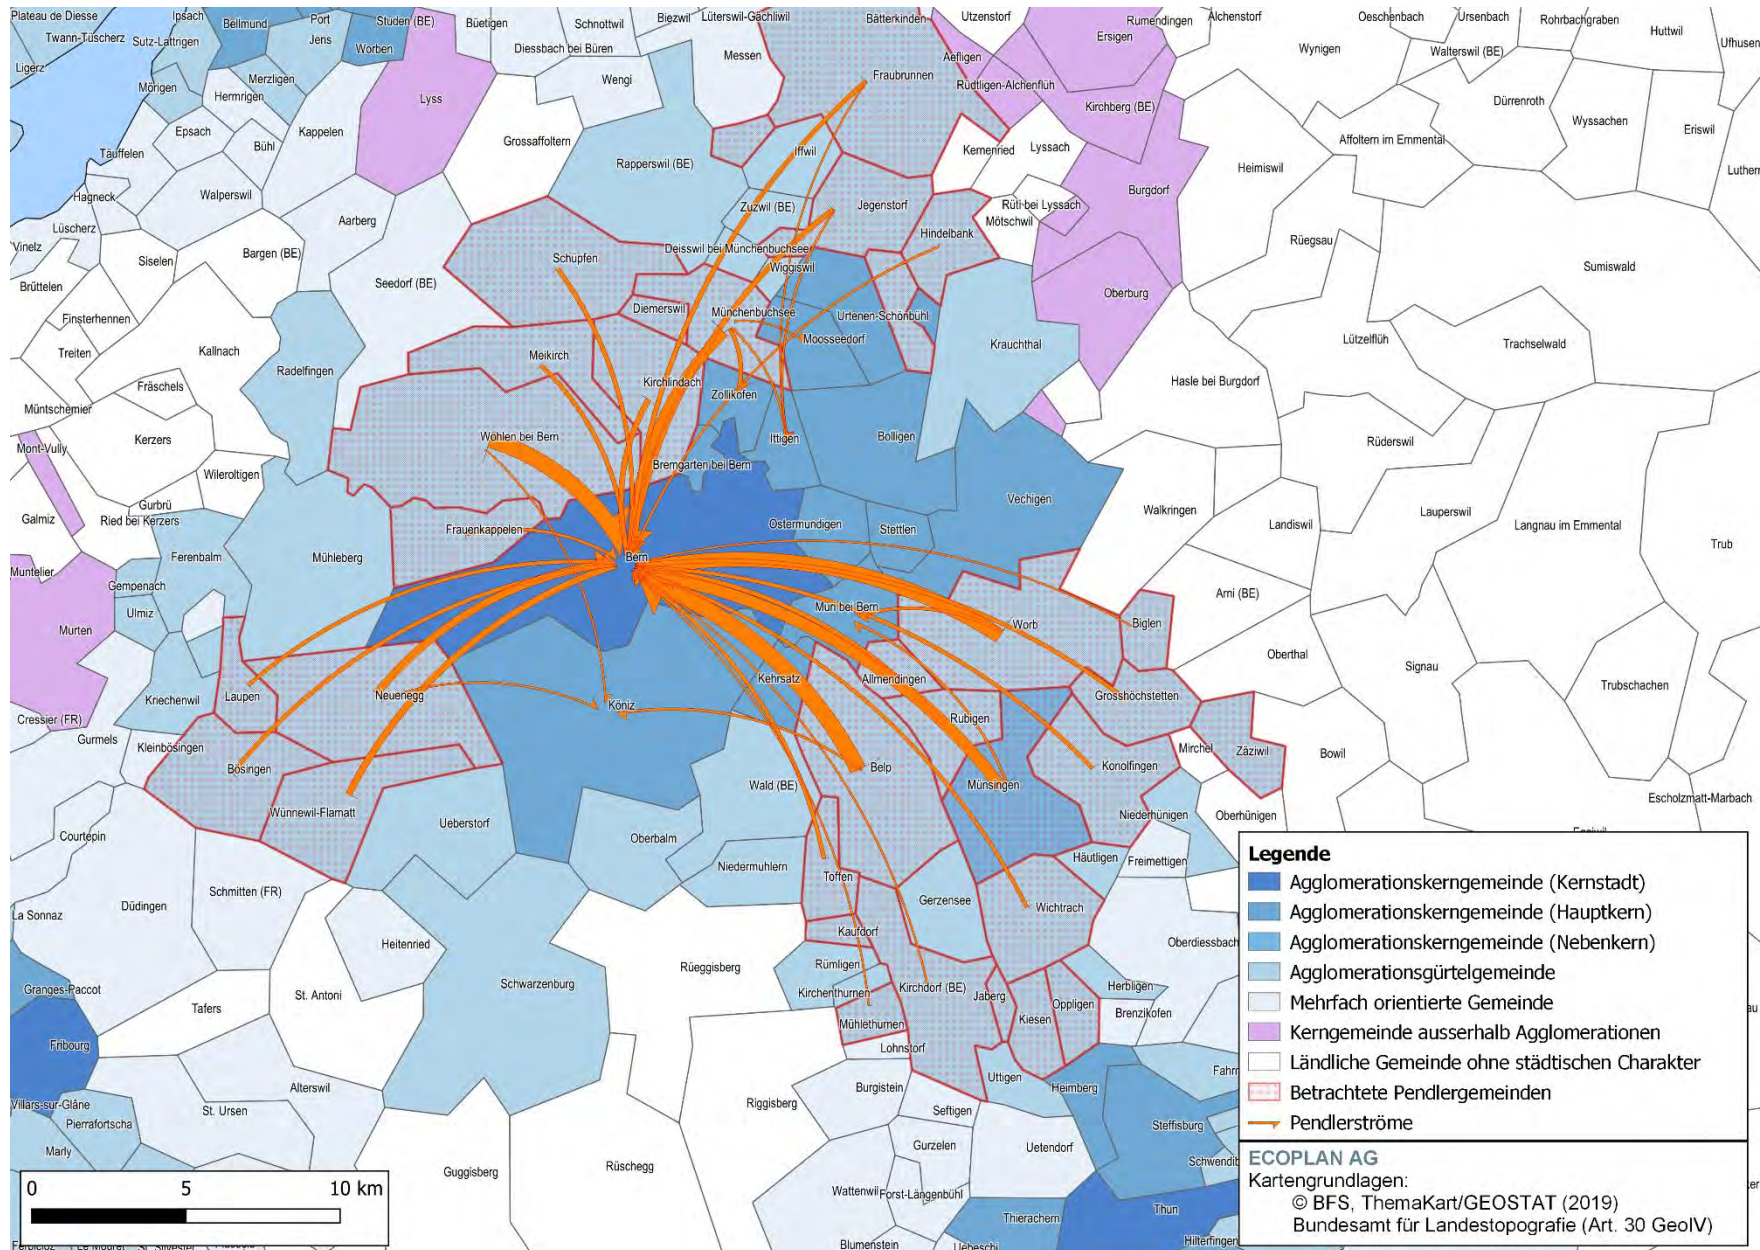 Plateau de Diesse
Ipsach
Bellmund
Port
Studen (BE)
Büetigen
Schnottwil
Biezwil
Lüterswil-Gächliwil
Bätterkinden
Utzenstorf
Rumendingen
Alchenstorf
Oeschenbach
Ursenbach
Rohrbachgraben
Huttwil
Ufhusen
Twann-Tüscherz
Sutz-Lattrigen
Jens
Worben
Diessbach bei Büren
Messen
Aefligen
Ersigen
Wynigen
Walterswil (BE)
Ligerz
Mörigen
Merzligen
Hermrigen
Lyss
Wengi
Fraubrunnen
Rüdtligen-Alchenflüh
Kirchberg (BE)
Dürrenroth
Wyssachen
Eriswil
Epsach
Bühl
Kappelen
Grossaffoltern
Iffwil
Kernenried
Lyssach
Affoltern im Emmental
Täuffelen
Rapperswil (BE)
Heimiswil
Luthern
Hagneck
Walperswil
Aarberg
Zuzwil (BE)
Jegenstorf
Rüti bei Lyssach
Mötschwil
Burgdorf
Lüscherz
Hindelbank
Vinelz
Siselen
Bargen (BE)
Schüpfen
Deisswil bei Münchenbuchsee
Wiggiswil
Rüegsau
Sumiswald
Brüttelen
Seedorf (BE)
Diemerswil
Münchenbuchsee
Urtenen-Schönbühl
Oberburg
Finsterhennen
Moosseedorf
Krauchthal
Lützelflüh
Trachselwald
Treiten
Kallnach
Meikirch
Radelfingen
Kirchlindach
Zollikofen
Hasle bei Burgdorf
Fräschels
Müntschemier
Kerzers
Wohlen bei Bern
Ittigen
Bolligen
Rüderswil
Mont-Vully
Wileroltigen
Bremgarten bei Bern
Gurbrü
Galmiz
Ried bei Kerzers
Vechigen
Walkringen
Landiswil
Lauperswil
Langnau im Emmental
Frauenkappelen
Ostermundigen
Stettlen
Trub
Ferenbalm
Mühleberg
Bern
Muntelier
Gempenach
Ulmiz
Arni (BE)
Murten
Muri bei Bern
Worb
Biglen
Oberthal
Signau
Kriechenwil
Laupen
Neuenegg
Kehrsatz
Allmendingen
Grosshöchstetten
Trubschachen
Cressier (FR)
Köniz
Rubigen
Gurmels
Kleinbösingen
Mirchel
Zäziwil
Bowil
Bösingen
Belp
Konolfingen
Wald (BE)
Münsingen
Escholzmatt-Marbach
Wünnewil-Flamatt
Ueberstorf
Niederhünigen
Oberhünigen
Courtepin
Oberbalm
Niedermuhlern
Häutligen
Freimettigen
Toffen
Schmitten (FR)
Gerzensee
Wichtrach
Düdingen
La Sonnaz
Kaufdorf
Heitenried
Oberdiessbach
Rüeggisberg
Rümligen
Granges-Paccot
Schwarzenburg
St. Antoni
Kirchenthurnen
Kirchdorf (BE)
Jaberg
Herbligen
Tafers
Mühlethurnen
Kiesen
Oppligen
Brenzikofen
Fribourg
Lohnstorf
Alterswil
Uttigen
Heimberg
Burgistein
Villars-sur-Glâne
St. Ursen
Riggisberg
Seftigen
Pierrafortscha
Steffisburg
Marly
Gurzelen
Uetendorf
Guggisberg
Rüschegg
Wattenwil
Forst-Längenbühl
Thierachern
Thun
Blumenstein
Uebeschi
Hilterfingen
Legende
Agglomerationskerngemeinde (Kernstadt)
Agglomerationskerngemeinde (Hauptkern)
Agglomerationskerngemeinde (Nebenkern)
Agglomerationsgürtelgemeinde
Mehrfach orientierte Gemeinde
Kerngemeinde ausserhalb Agglomerationen
Ländliche Gemeinde ohne städtischen Charakter
Betrachtete Pendlergemeinden
Pendlerströme
ECOPLAN AG
Kartengrundlagen:
© BFS, ThemaKart/GEOSTAT (2019)
Bundesamt für Landestopografie (Art. 30 GeoIV)
0 5 10 km